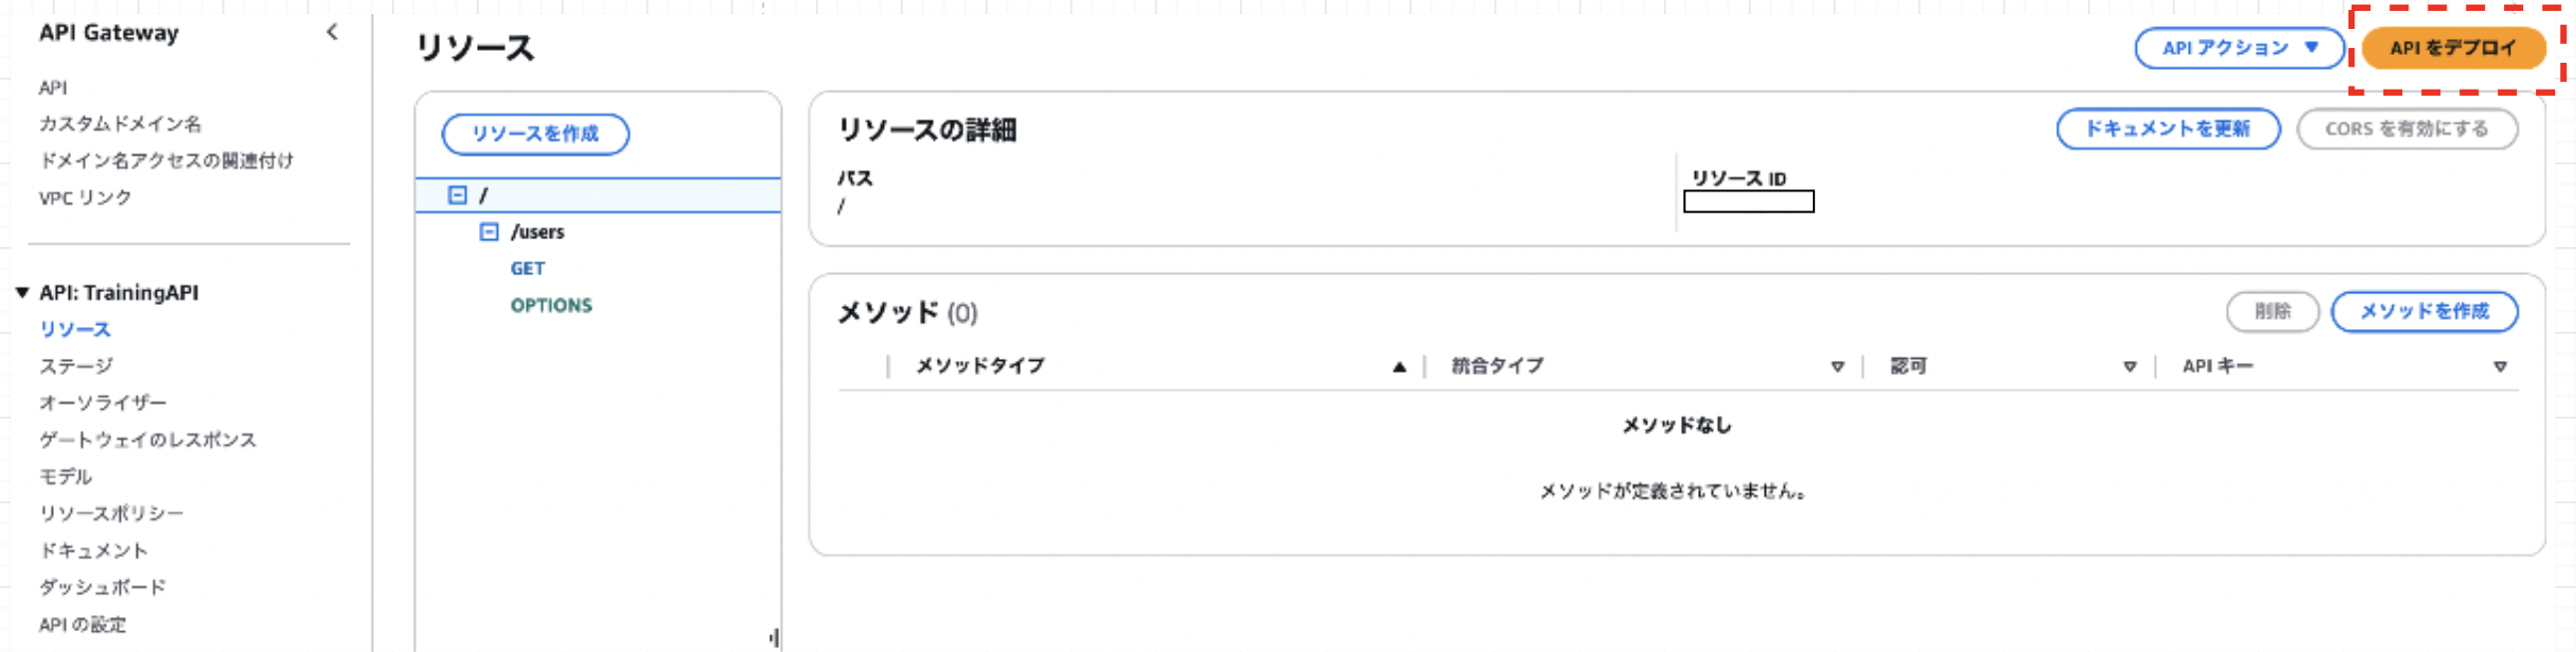 API Gateway
API
カスタムドメイン名
ドメイン名アクセスの関連付け
VPC リンク
API: TrainingAPI
リソース
ステージ
オーソライザー
ゲートウェイのレスポンス
モデル
リソースポリシー
ドキュメント
ダッシュボード
API の設定
リソース
API アクション
API をデプロイ
リソースを作成
/
/users
GET
OPTIONS
リソースの詳細
ドキュメントを更新
CORS を有効にする
パス
/
リソース ID
メソッド (0)
削除
メソッドを作成
メソッドタイプ
統合タイプ
認可
API キー
メソッドなし
メソッドが定義されていません。